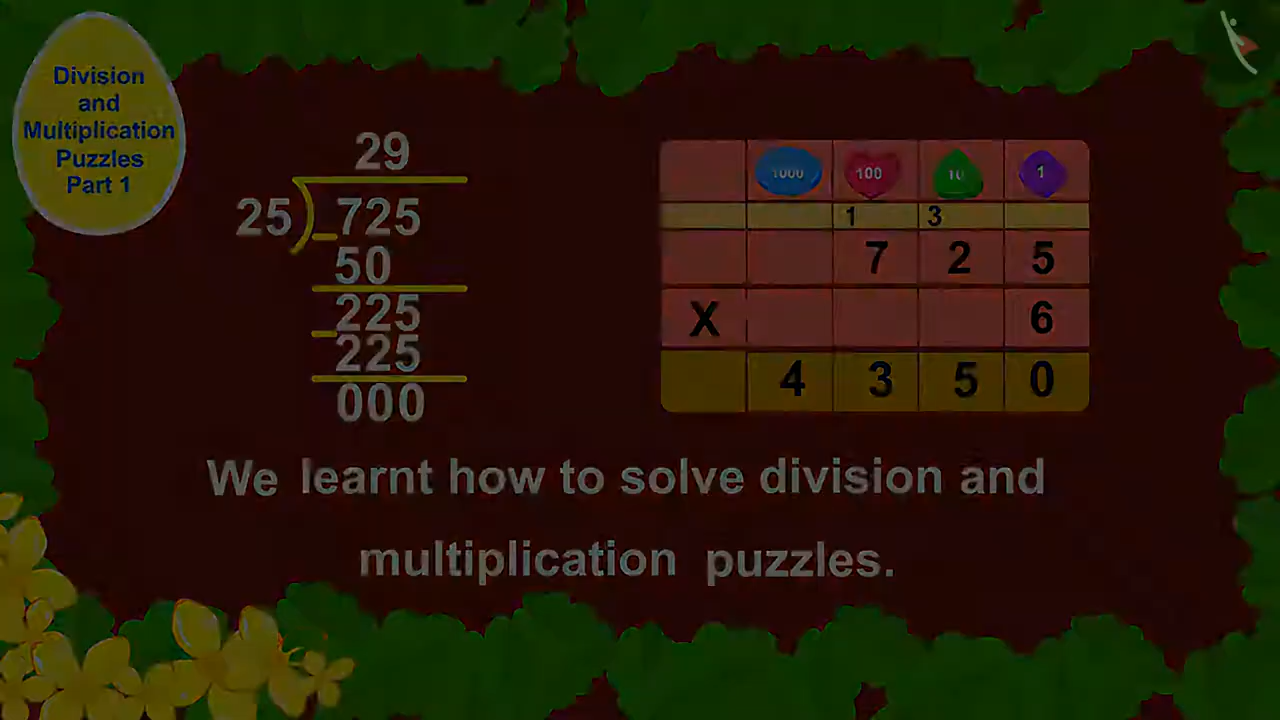 Division
and
Multiplication
Puzzles
Part 1
29
25 725
50
225
225
000
1000 100 10 1
1 3
7 2 5
X 6
4 3 5 0
We learnt how to solve division and
multiplication puzzles.